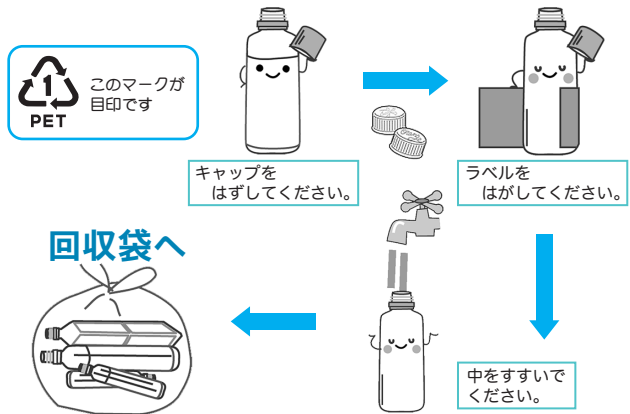 1
PET
このマークが
目印です
キャップを
はずしてください。
ラベルを
はがしてください。
中をすすいで
ください。
回収袋へ